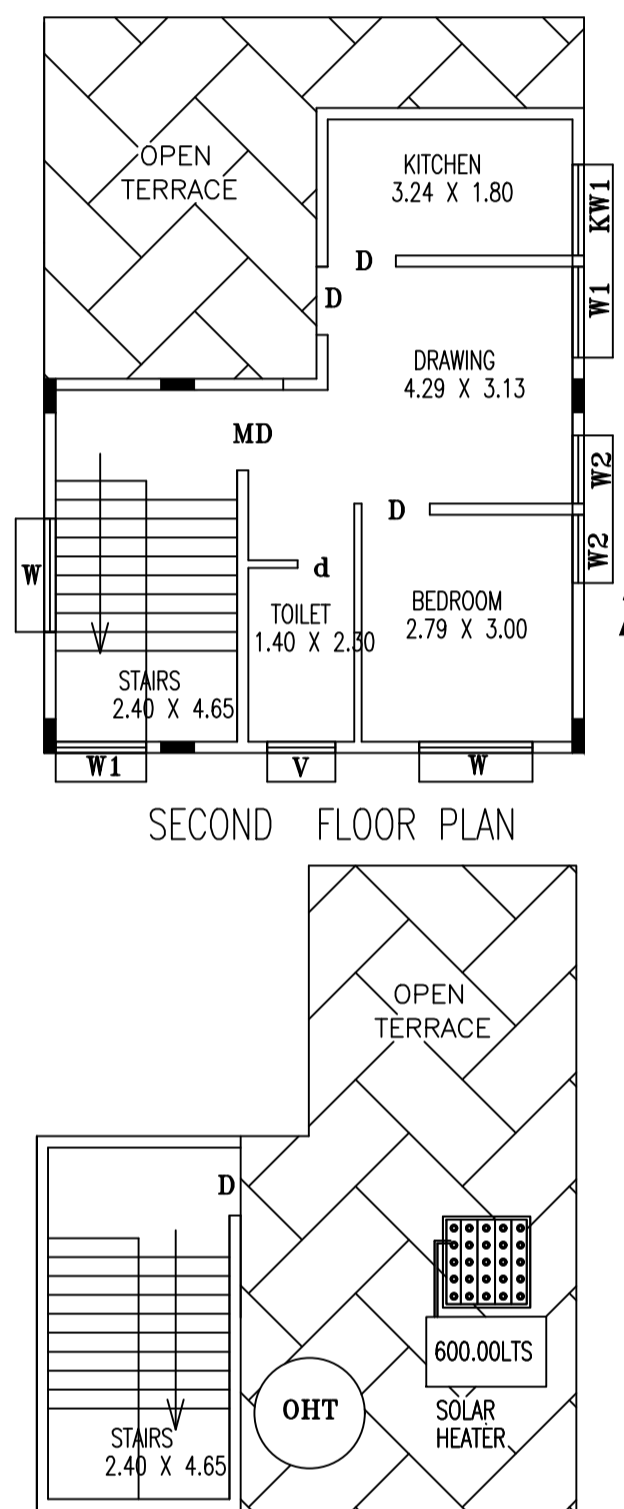 OPEN
TERRACE
KITCHEN
3.24 X 1.80
KW1
D
D
W1
DRAWING
4.29 X 3.13
MD
W2
D
W2
W
d
TOILET
1.40 X 2.30
BEDROOM
2.79 X 3.00
STAIRS
2.40 X 4.65
W1
V
W
SECOND FLOOR PLAN
OPEN
TERRACE
D
600.00LTS
OHT
SOLAR
HEATER
STAIRS
2.40 X 4.65